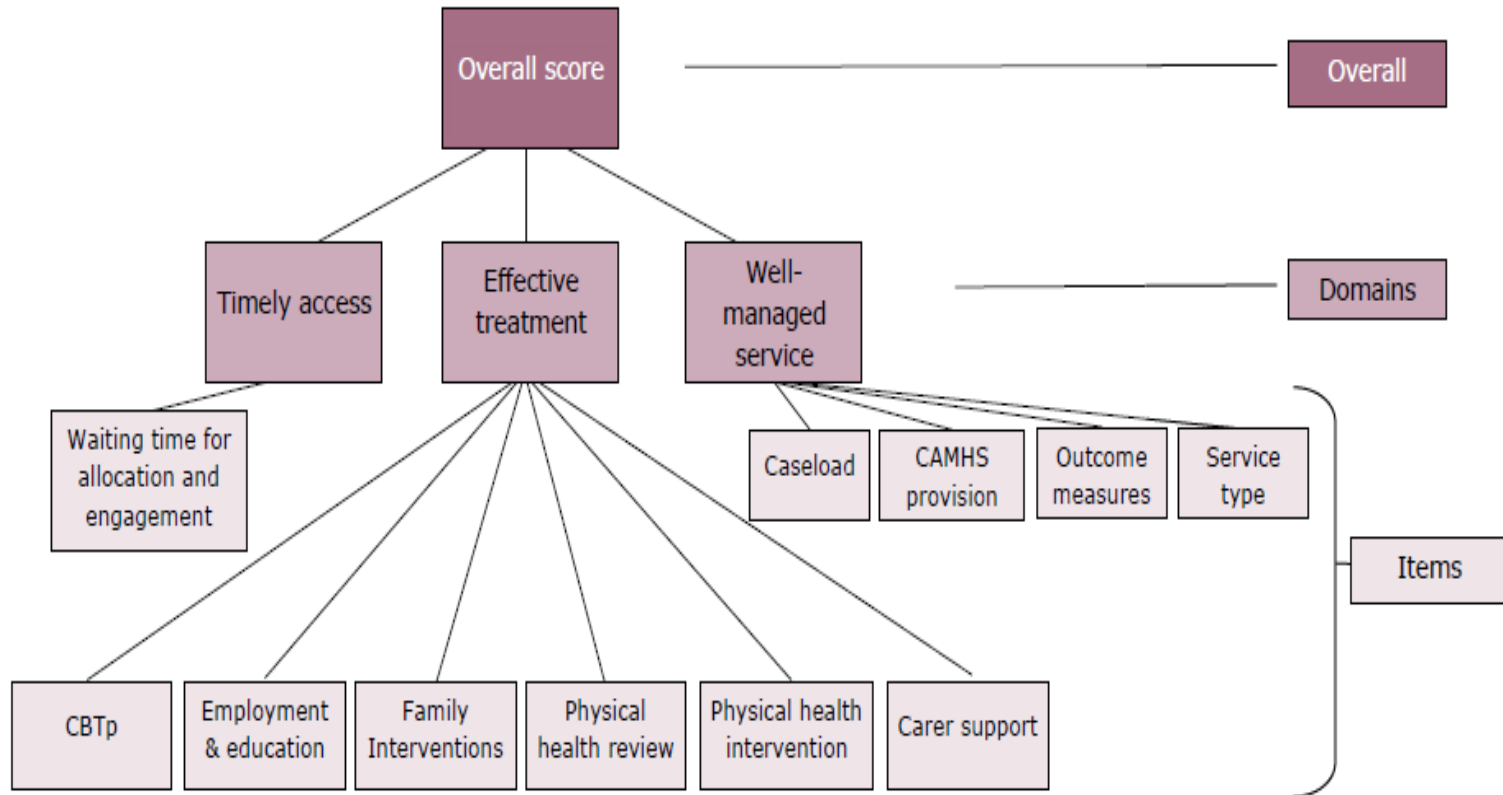 Overall score
Overall
Timely access
Effective
treatment
Well-
managed
service
Domains
Waiting time for
allocation and
engagement
Caseload
CAMHS
provision
Outcome
measures
Service
type
Items
CBTp
Employment
& education
Family
Interventions
Physical
health review
Physical health
intervention
Carer support